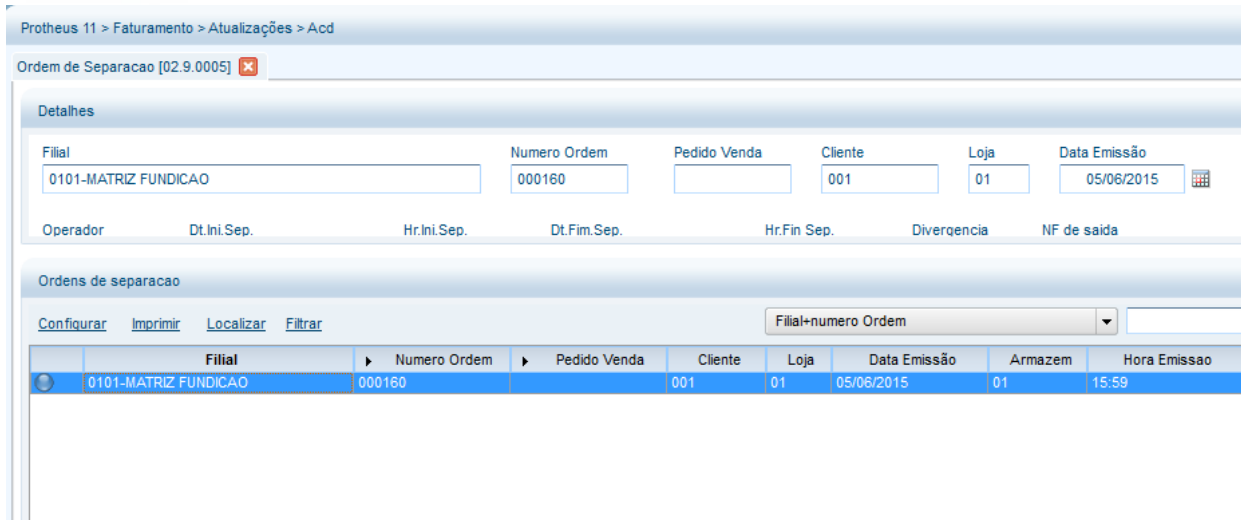 Protheus 11 > Faturamento > Atualizações > Acd
Ordem de Separacao [02.9.0005]
Detalhes
Filial Numero Ordem Pedido Venda Cliente Loja Data Emissão
0101-MATRIZ FUNDICAO 000160 001 01 05/06/2015
Operador Dt.Ini.Sep. Hr.Ini.Sep. Dt.Fim.Sep. Hr.Fin Sep. Divergencia NF de saida
Ordens de separacao
Configurar Imprimir Localizar Filtrar Filial+numero Ordem
Filial Numero Ordem Pedido Venda Cliente Loja Data Emissão Armazem Hora Emissao
0101-MATRIZ FUNDICAO 000160 001 01 05/06/2015 01 15:59